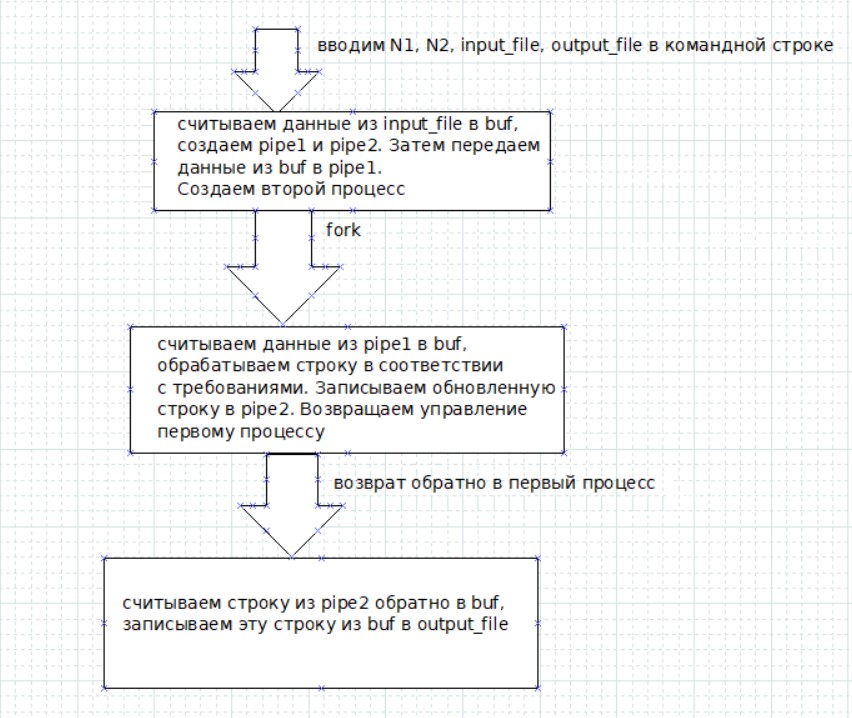 вводим N1, N2, input_file, output_file в командной строке
считываем данные из input_file в buf,
создаем pipe1 и pipe2. Затем передаем
данные из buf в pipe1.
Создаем второй процесс
fork
считываем данные из pipe1 в buf,
обрабатываем строку в соответствии
с требованиями. Записываем обновленную
строку в pipe2. Возвращаем управление
первому процессу
возврат обратно в первый процесс
считываем строку из pipe2 обратно в buf,
записываем эту строку из buf в output_file